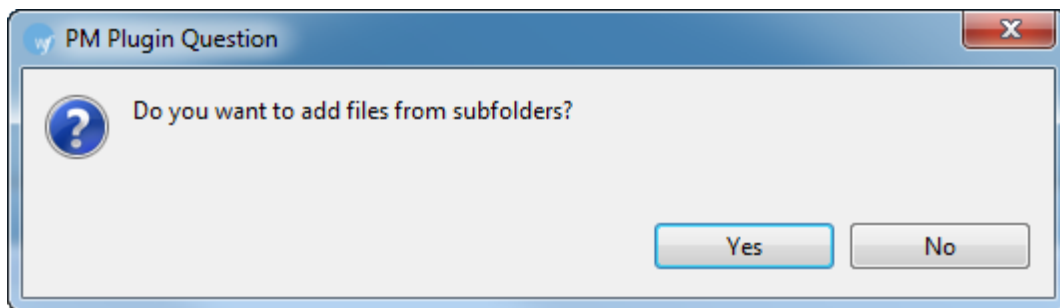 PM Plugin Question
Do you want to add files from subfolders?
Yes
No